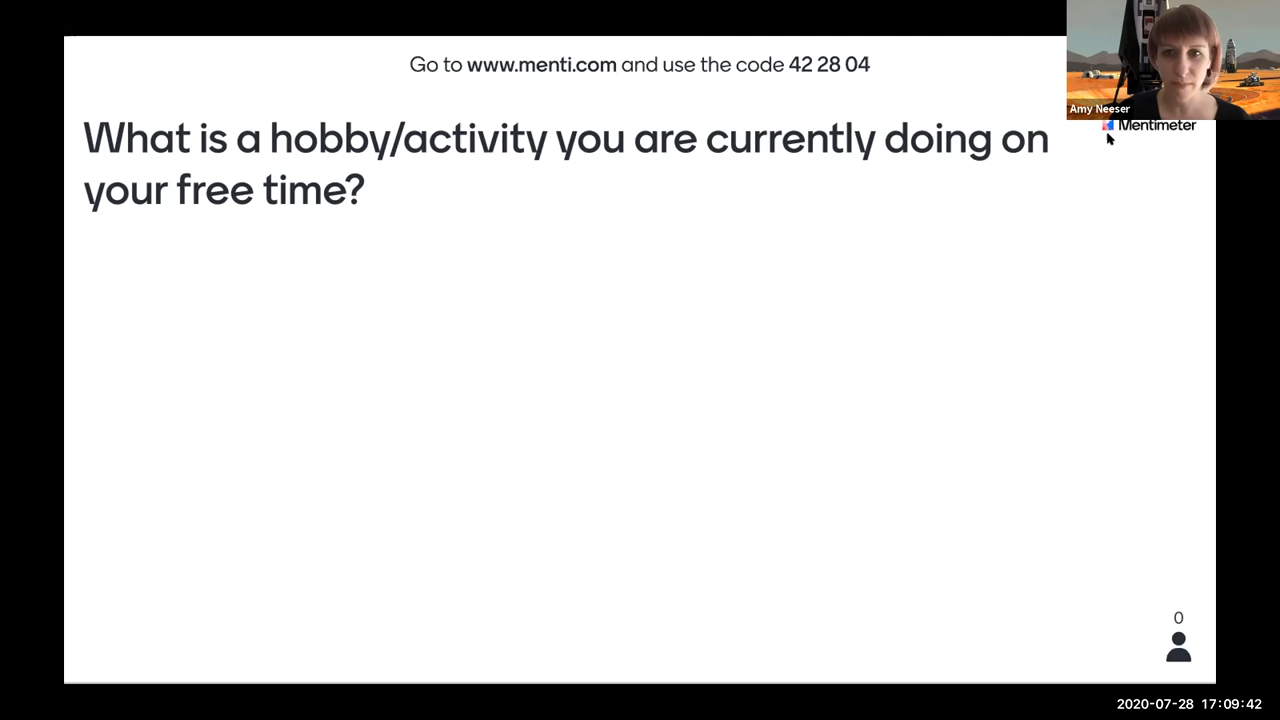 Go to www.menti.com and use the code 42 28 04
Amy Neeser
Mentimeter
What is a hobby/activity you are currently doing on
your free time?
0
2020-07-28 17:09:42